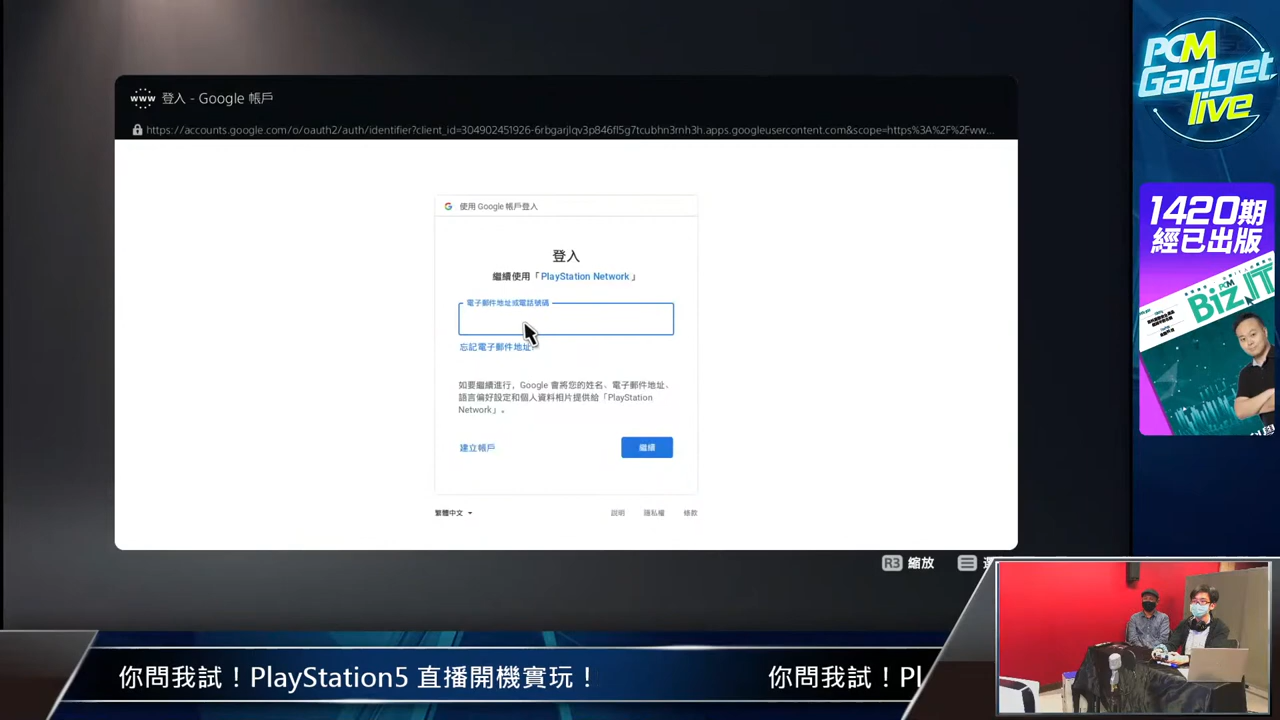 www 登入 - Google 帳戶
https://accounts.google.com/o/oauth2/auth/identifier?client_id=304902451926-6rbgarjlqv3p846fl5g7tcubhn3rnh3h.apps.googleusercontent.com&scope=https%3A%2F%2Fww...
G 使用 Google 帳戶登入
登入
繼續使用「PlayStation Network」
電子郵件地址或電話號碼
忘記電子郵件地址
如要繼續進行，Google 會將您的姓名、電子郵件地址、
語言偏好設定和個人資料相片提供給「PlayStation
Network」。
建立帳戶
繼續
繁體中文
說明
隱私權
條款
R3 縮放
PCM
Gadget
live
1420期
經已出版
PCM
Biz.IT
你問我試！PlayStation5 直播開機實玩！
你問我試！Pl